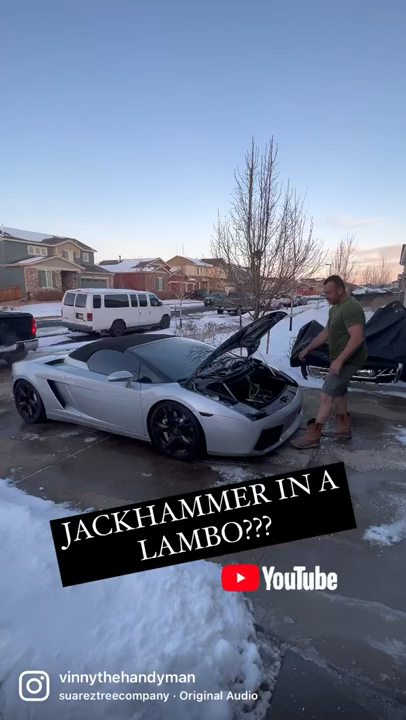 JACKHAMMER IN A
LAMBO???
YouTube
vinnythehandyman
suareztreecompany · Original Audio